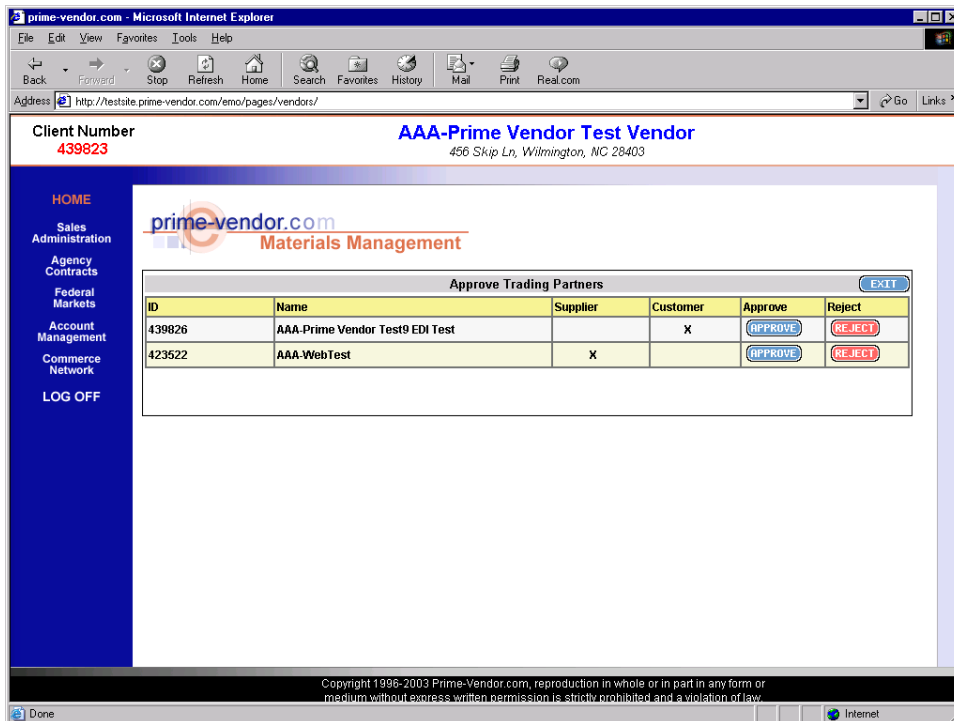 prime-vendor.com - Microsoft Internet Explorer
File Edit View Favorites Tools Help
Back Forward Stop Refresh Home Search Favorites History Mail Print Real.com
Address http://testsite.prime-vendor.com/emo/pages/vendors/ Go Links
Client Number
439823
AAA-Prime Vendor Test Vendor
456 Skip Ln, Wilmington, NC 28403
HOME
Sales
Administration
Agency
Contracts
Federal
Markets
Account
Management
Commerce
Network
LOG OFF
prime-vendor.com
Materials Management
Approve Trading Partners EXIT
ID Name Supplier Customer Approve Reject
439826 AAA-Prime Vendor Test9 EDI Test X APPROVE REJECT
423522 AAA-WebTest X APPROVE REJECT
Copyright 1996-2003 Prime-Vendor.com, reproduction in whole or in part in any form or
medium without express written permission is strictly prohibited and a violation of law.
Done Internet